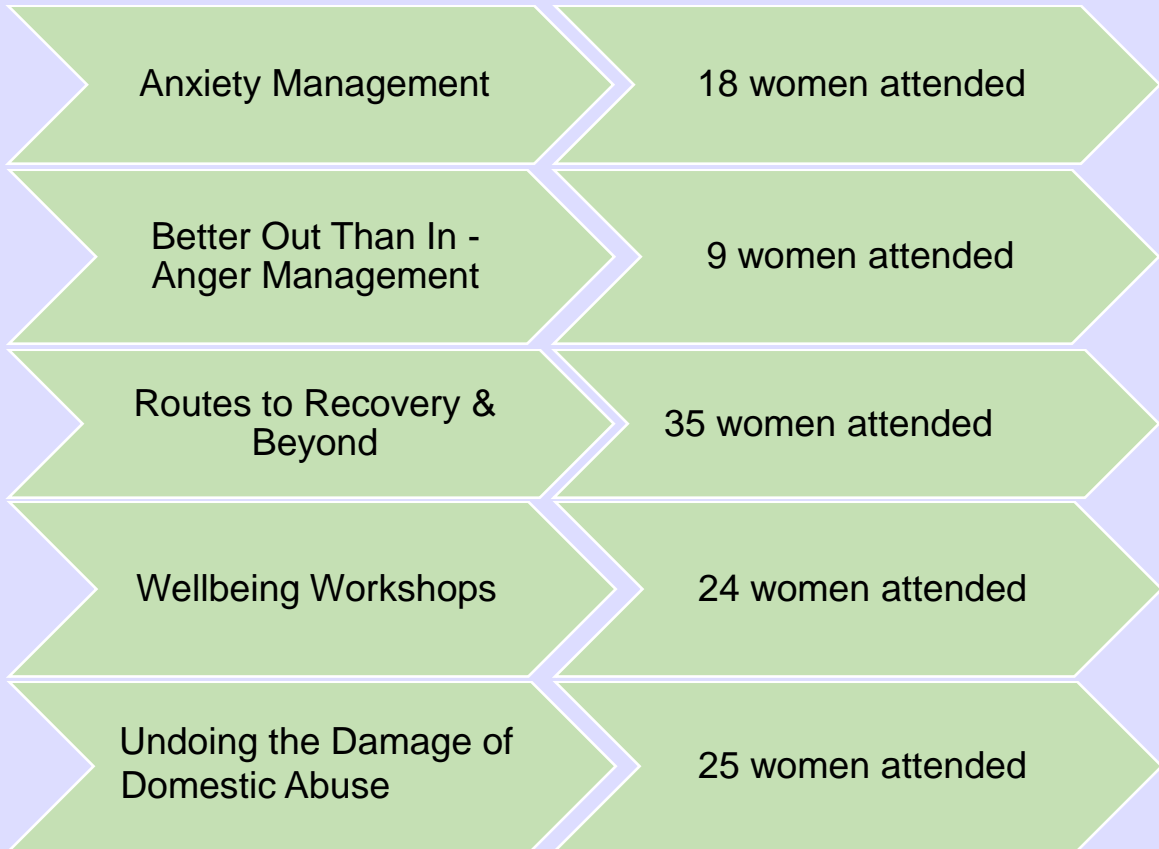 Anxiety Management
18 women attended
Better Out Than In -
Anger Management
9 women attended
Routes to Recovery &
Beyond
35 women attended
Wellbeing Workshops
24 women attended
Undoing the Damage of
Domestic Abuse
25 women attended